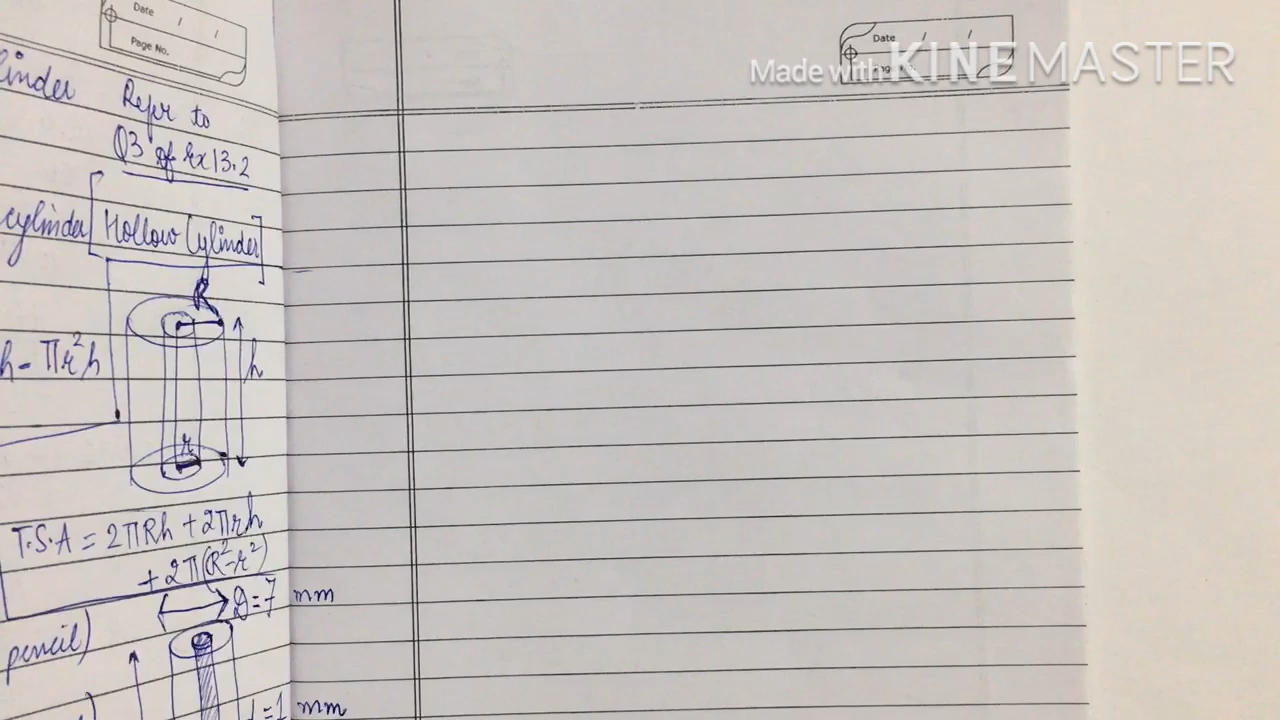 Date / /
Page No.
Date / /
Made with KINEMASTER
linder Refer to
Q3 of Ex 13.2
cylinder [Hollow Cylinder]
R
h - πr²h
h
r
T.S.A = 2πRh + 2πrh
+ 2π(R²-r²)
D=7 mm
pencil)
=1 mm